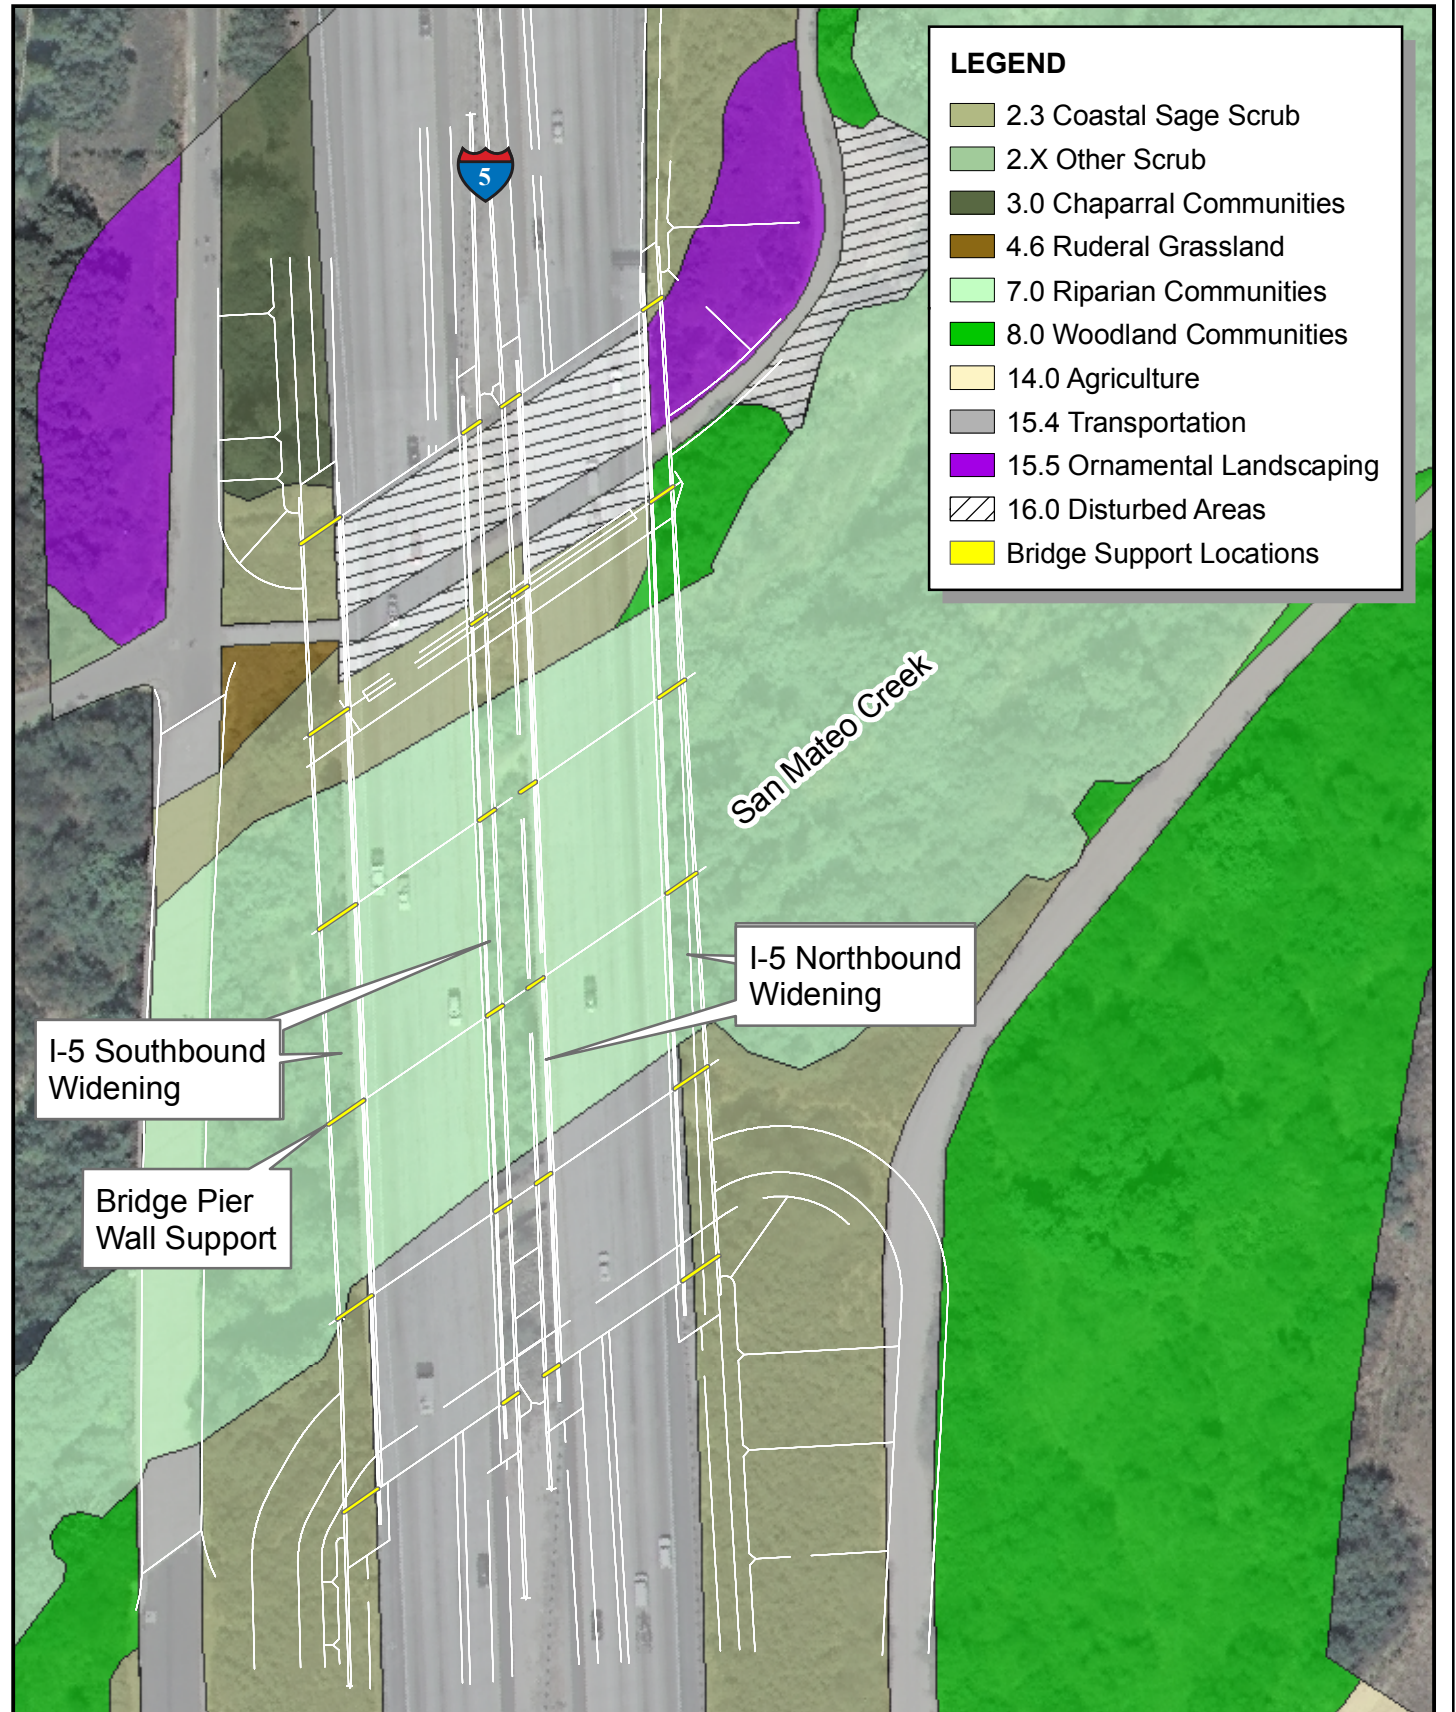 LEGEND
2.3 Coastal Sage Scrub
2.X Other Scrub
3.0 Chaparral Communities
4.6 Ruderal Grassland
7.0 Riparian Communities
8.0 Woodland Communities
14.0 Agriculture
15.4 Transportation
15.5 Ornamental Landscaping
16.0 Disturbed Areas
Bridge Support Locations
5
San Mateo Creek
I-5 Northbound
Widening
I-5 Southbound
Widening
Bridge Pier
Wall Support